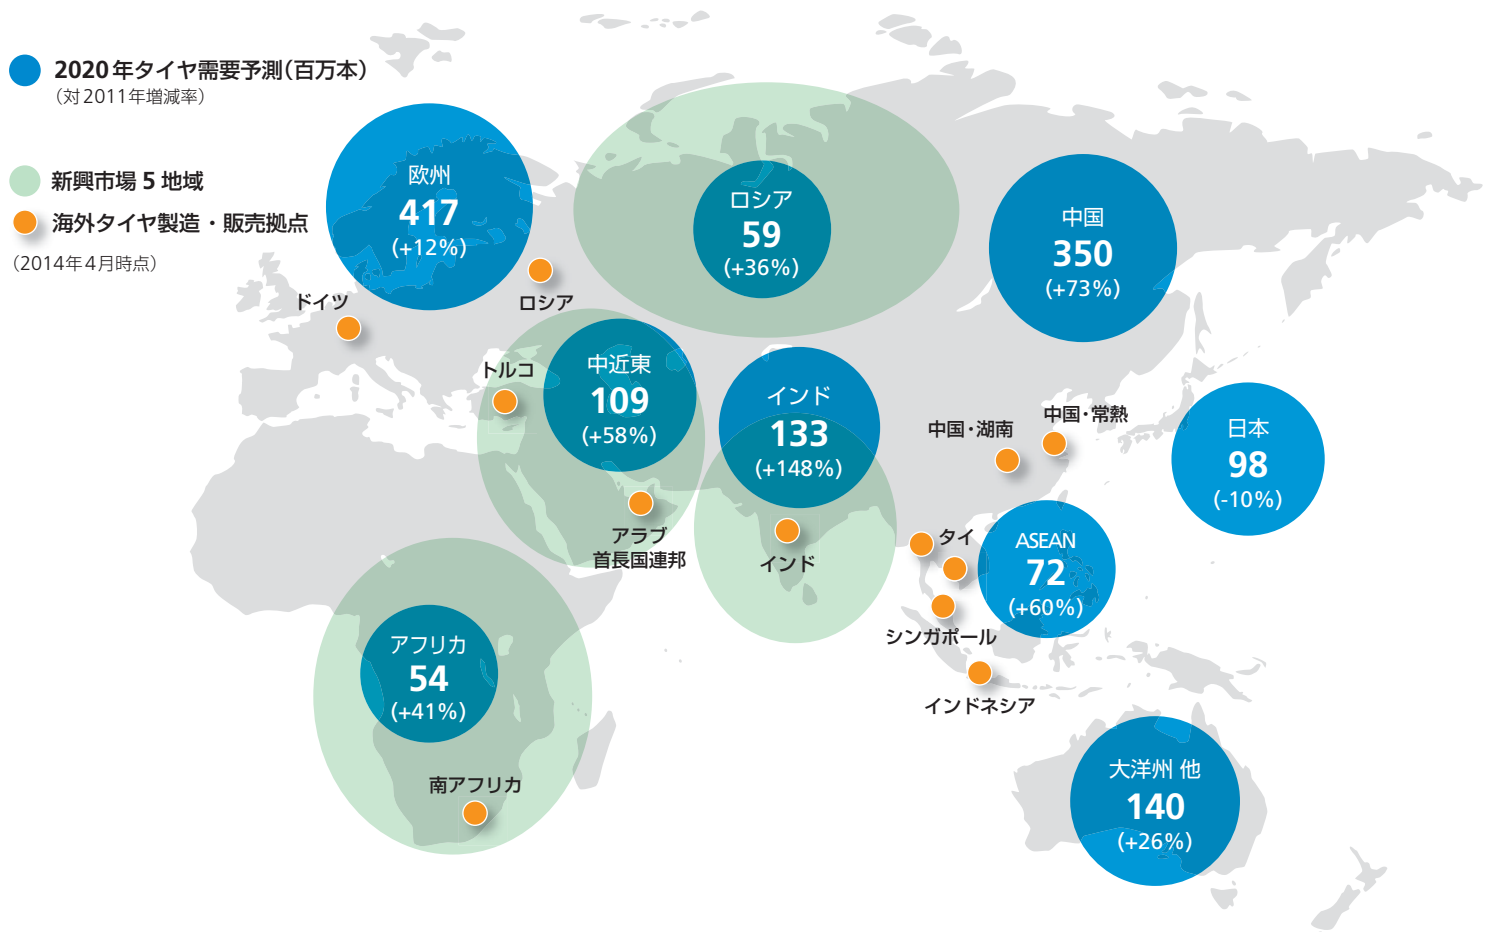 2020年タイヤ需要予測（百万本）
（対2011年増減率）
新興市場 5 地域
海外タイヤ製造・販売拠点
（2014年4月時点）
欧州
417
(+12%)
ロシア
59
(+36%)
中国
350
(+73%)
ドイツ
ロシア
トルコ
中近東
109
(+58%)
インド
133
(+148%)
中国・湖南
中国・常熟
日本
98
(-10%)
アラブ
首長国連邦
インド
タイ
ASEAN
72
(+60%)
シンガポール
インドネシア
アフリカ
54
(+41%)
南アフリカ
大洋州 他
140
(+26%)